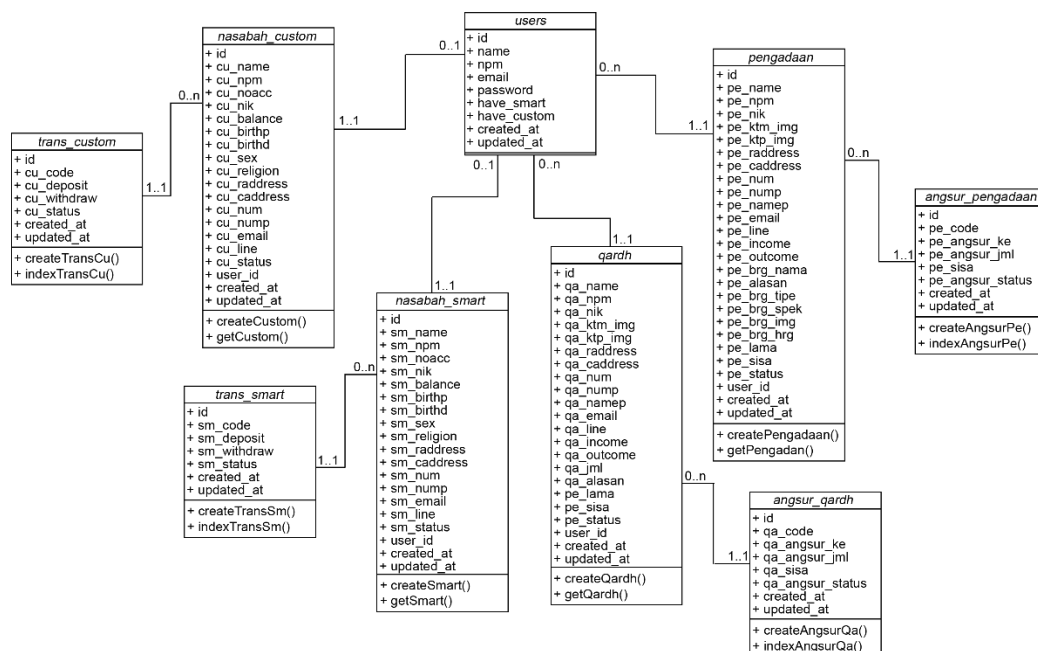 users
+ id
+ name
+ npm
+ email
+ password
+ have_smart
+ have_custom
+ created_at
+ updated_at
nasabah_custom
+ id
+ cu_name
+ cu_npm
+ cu_noacc
+ cu_nik
+ cu_balance
+ cu_birthp
+ cu_birthd
+ cu_sex
+ cu_religion
+ cu_raddress
+ cu_caddress
+ cu_num
+ cu_nump
+ cu_email
+ cu_line
+ cu_status
+ user_id
+ created_at
+ updated_at
+ createCustom()
+ getCustom()
trans_custom
+ id
+ cu_code
+ cu_deposit
+ cu_withdraw
+ cu_status
+ created_at
+ updated_at
+ createTransCu()
+ indexTransCu()
0..n
1..1
0..1
1..1
0..n
1..1
0..1
1..1
0..n
1..1
pengadaan
+ id
+ pe_name
+ pe_npm
+ pe_nik
+ pe_ktm_img
+ pe_ktp_img
+ pe_raddress
+ pe_caddress
+ pe_num
+ pe_nump
+ pe_namep
+ pe_email
+ pe_line
+ pe_income
+ pe_outcome
+ pe_brg_nama
+ pe_alasan
+ pe_brg_tipe
+ pe_brg_spek
+ pe_brg_img
+ pe_brg_hrg
+ pe_lama
+ pe_sisa
+ pe_status
+ user_id
+ created_at
+ updated_at
+ createPengadaan()
+ getPengadan()
0..n
1..1
angsur_pengadaan
+ id
+ pe_code
+ pe_angsur_ke
+ pe_angsur_jml
+ pe_sisa
+ pe_angsur_status
+ created_at
+ updated_at
+ createAngsurPe()
+ indexAngsurPe()
nasabah_smart
+ id
+ sm_name
+ sm_npm
+ sm_noacc
+ sm_nik
+ sm_balance
+ sm_birthp
+ sm_birthd
+ sm_sex
+ sm_religion
+ sm_raddress
+ sm_caddress
+ sm_num
+ sm_nump
+ sm_email
+ sm_line
+ sm_status
+ user_id
+ created_at
+ updated_at
+ createSmart()
+ getSmart()
0..n
1..1
trans_smart
+ id
+ sm_code
+ sm_deposit
+ sm_withdraw
+ sm_status
+ created_at
+ updated_at
+ createTransSm()
+ indexTransSm()
qardh
+ id
+ qa_name
+ qa_npm
+ qa_nik
+ qa_ktm_img
+ qa_ktp_img
+ qa_raddress
+ qa_caddress
+ qa_num
+ qa_nump
+ qa_namep
+ qa_email
+ qa_line
+ qa_income
+ qa_outcome
+ qa_jml
+ qa_alasan
+ pe_lama
+ pe_sisa
+ pe_status
+ user_id
+ created_at
+ updated_at
+ createQardh()
+ getQardh()
0..n
1..1
angsur_qardh
+ id
+ qa_code
+ qa_angsur_ke
+ qa_angsur_jml
+ qa_sisa
+ qa_angsur_status
+ created_at
+ updated_at
+ createAngsurQa()
+ indexAngsurQa()